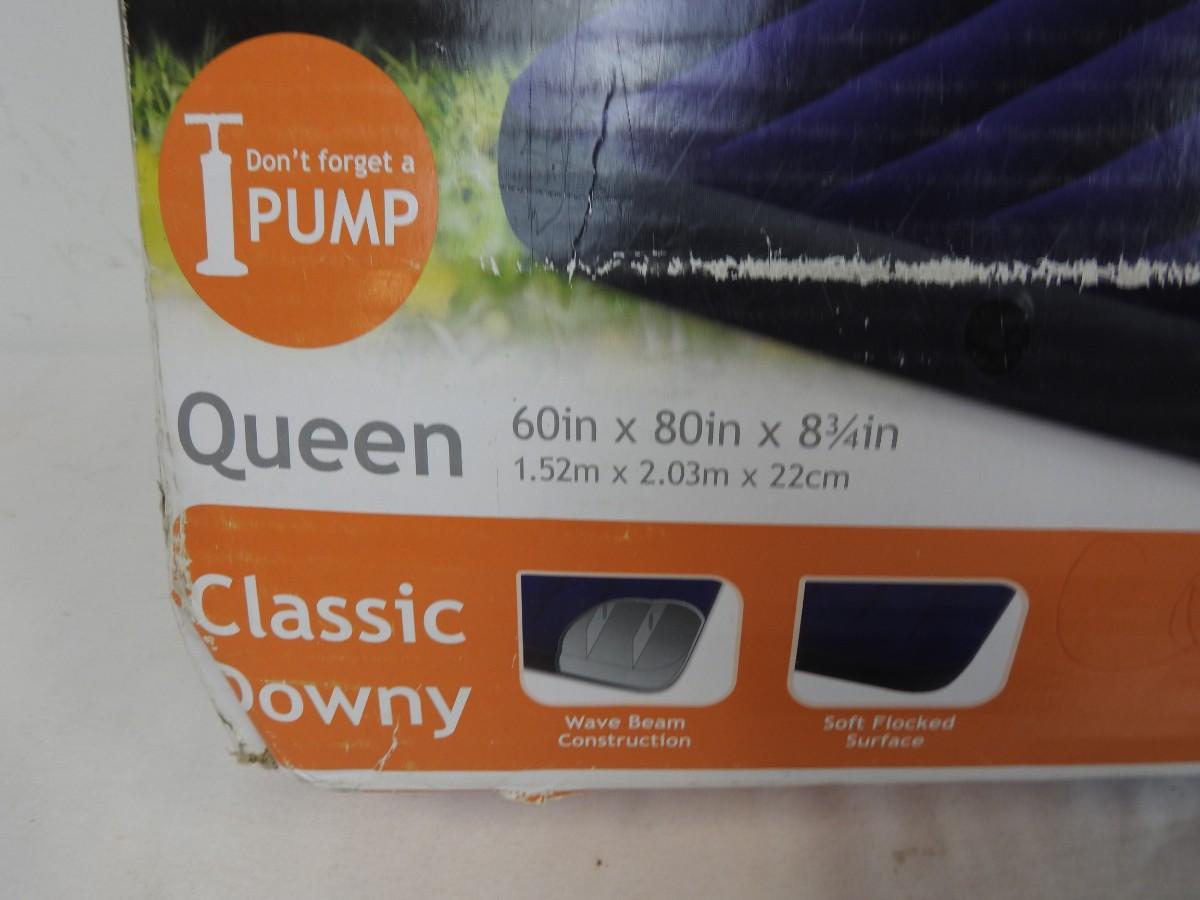 Don't forget a
PUMP
Queen
60in x 80in x 8¾in
1.52m x 2.03m x 22cm
Classic
Downy
Wave Beam
Construction
Soft Flocked
Surface